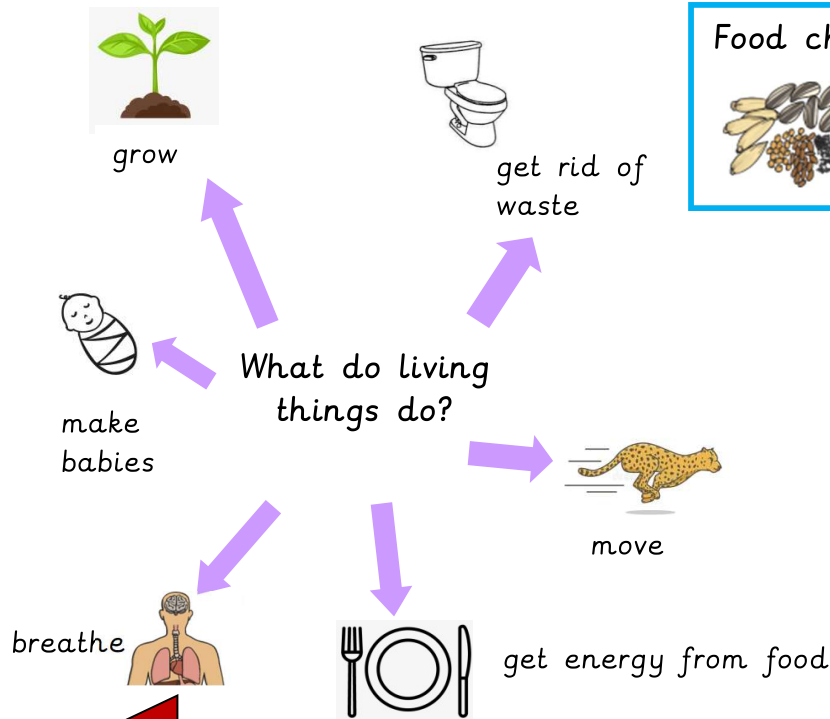 Food
grow
get rid of
waste
What do living
things do?
make
babies
move
breathe
get energy from food